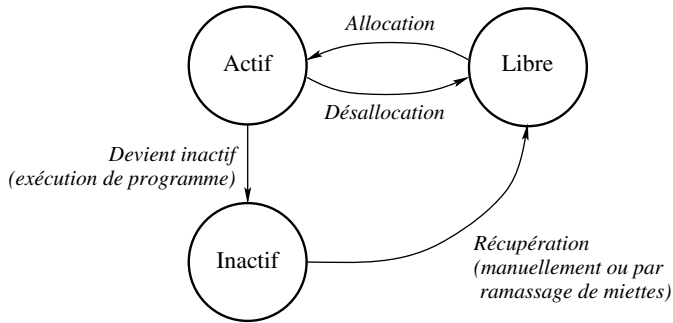 Allocation
Actif
Libre
Désallocation
Devient inactif
(exécution de programme)
Inactif
Récupération
(manuellement ou par
ramassage de miettes)